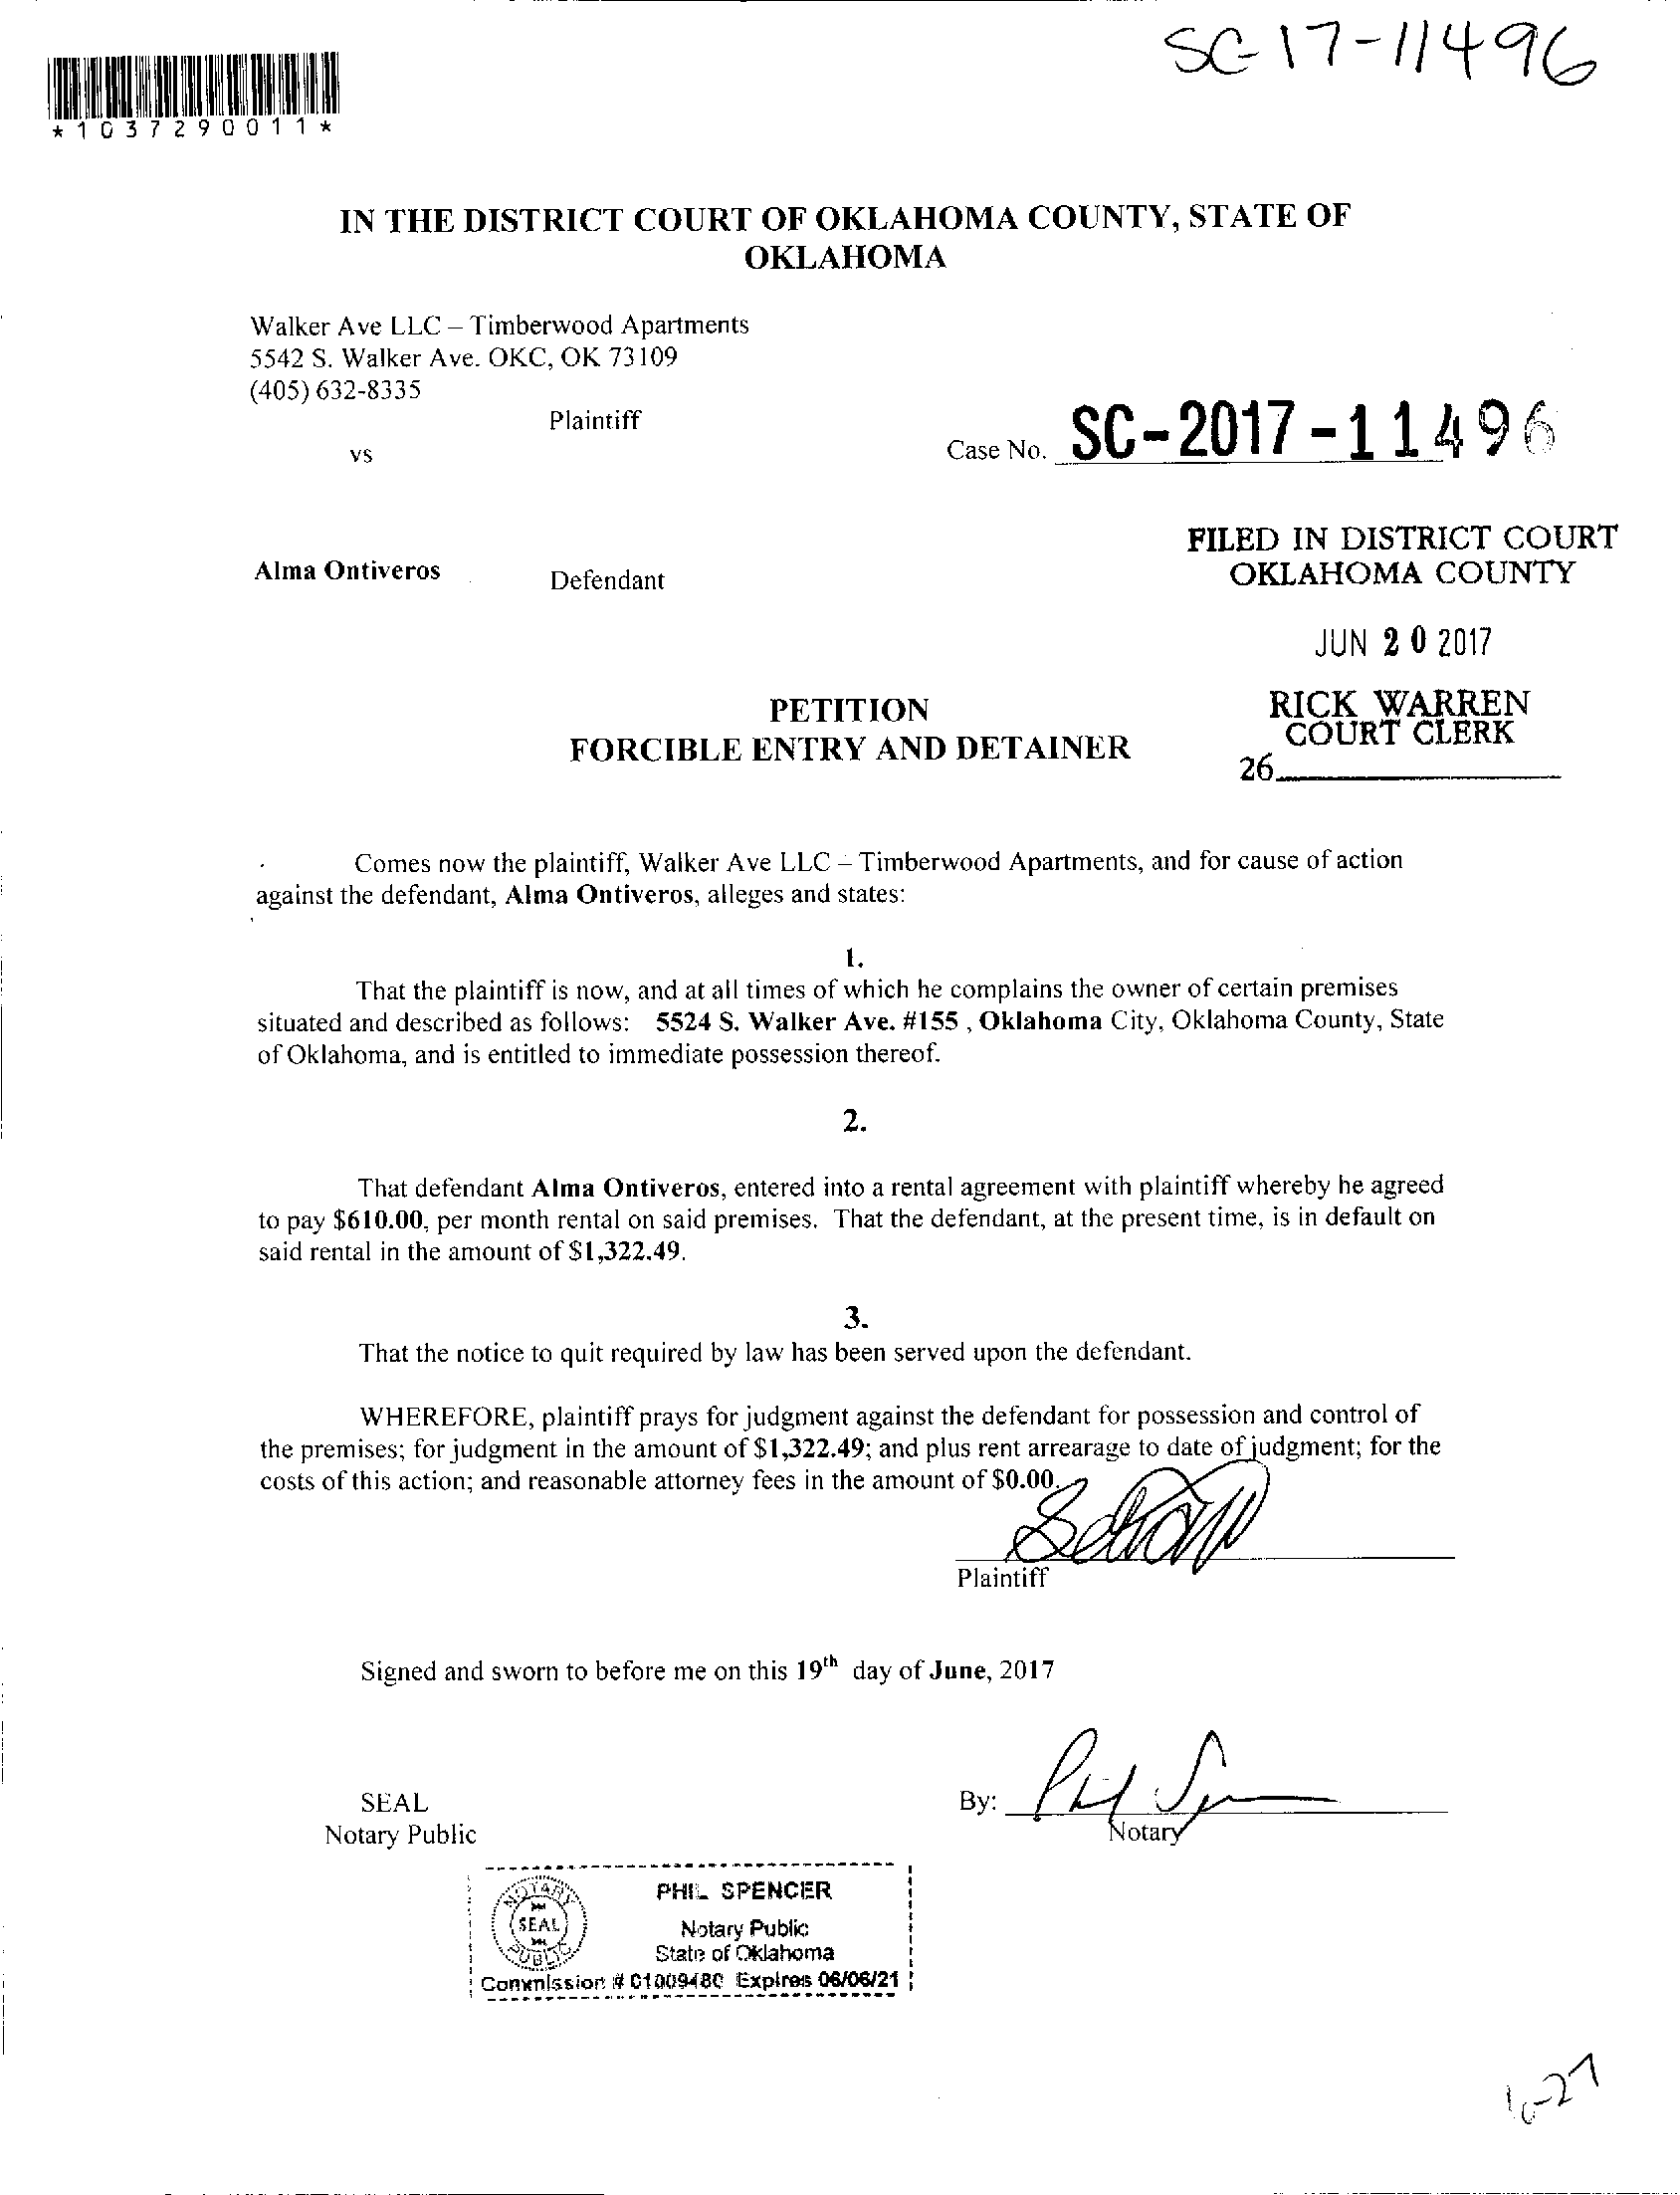 SC-17-11496
*1037290011*
IN THE DISTRICT COURT OF OKLAHOMA COUNTY, STATE OF
OKLAHOMA
Walker Ave LLC – Timberwood Apartments
5542 S. Walker Ave. OKC, OK 73109
(405) 632-8335
Plaintiff
vs
Case No. SC-2017-11496
FILED IN DISTRICT COURT
OKLAHOMA COUNTY
Alma Ontiveros Defendant
JUN 20 2017
RICK WARREN
COURT CLERK
26
PETITION
FORCIBLE ENTRY AND DETAINER
Comes now the plaintiff, Walker Ave LLC – Timberwood Apartments, and for cause of action
against the defendant, Alma Ontiveros, alleges and states:
1.
That the plaintiff is now, and at all times of which he complains the owner of certain premises
situated and described as follows: 5524 S. Walker Ave. #155 , Oklahoma City, Oklahoma County, State
of Oklahoma, and is entitled to immediate possession thereof.
2.
That defendant Alma Ontiveros, entered into a rental agreement with plaintiff whereby he agreed
to pay $610.00, per month rental on said premises. That the defendant, at the present time, is in default on
said rental in the amount of $1,322.49.
3.
That the notice to quit required by law has been served upon the defendant.
WHEREFORE, plaintiff prays for judgment against the defendant for possession and control of
the premises; for judgment in the amount of $1,322.49; and plus rent arrearage to date of judgment; for the
costs of this action; and reasonable attorney fees in the amount of $0.00.
Plaintiff
Signed and sworn to before me on this 19th day of June, 2017
SEAL
Notary Public
By: Phil Spencer
Notary
NOTARY
SEAL
PUBLIC
PHIL SPENCER
Notary Public
State of Oklahoma
Commission # 01009480 Expires 06/06/21
6-27